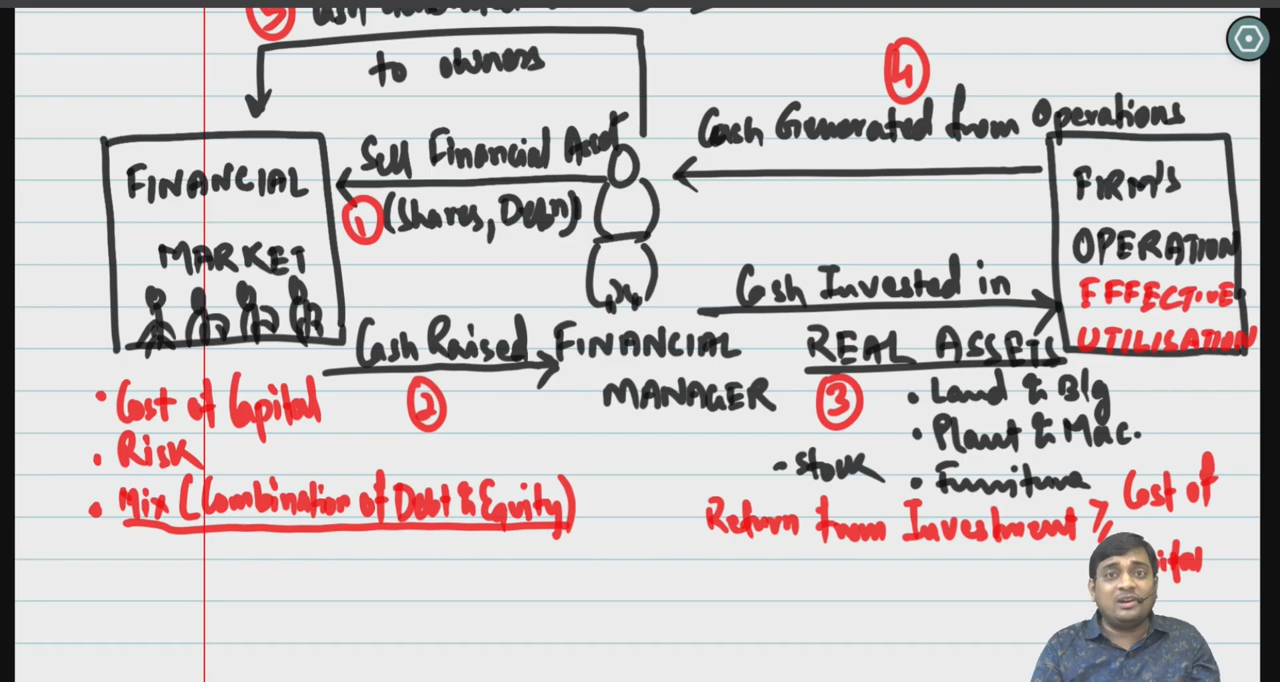 to owners
4
Cash Generated from Operations
Sell Financial Asset
FINANCIAL
MARKET
1 (Shares, Debn)
FIRM'S
OPERATION
EFFECTIVE
UTILISATION
Cash Invested in
REAL ASSETS
Cash Raised
2
FINANCIAL
MANAGER
3
• Land & Blg
• Plant & Mac.
• Furniture
- Stock
• Cost of Capital
• Risk
• Mix (Combination of Debt & Equity)
Return from Investment ≥ Cost of